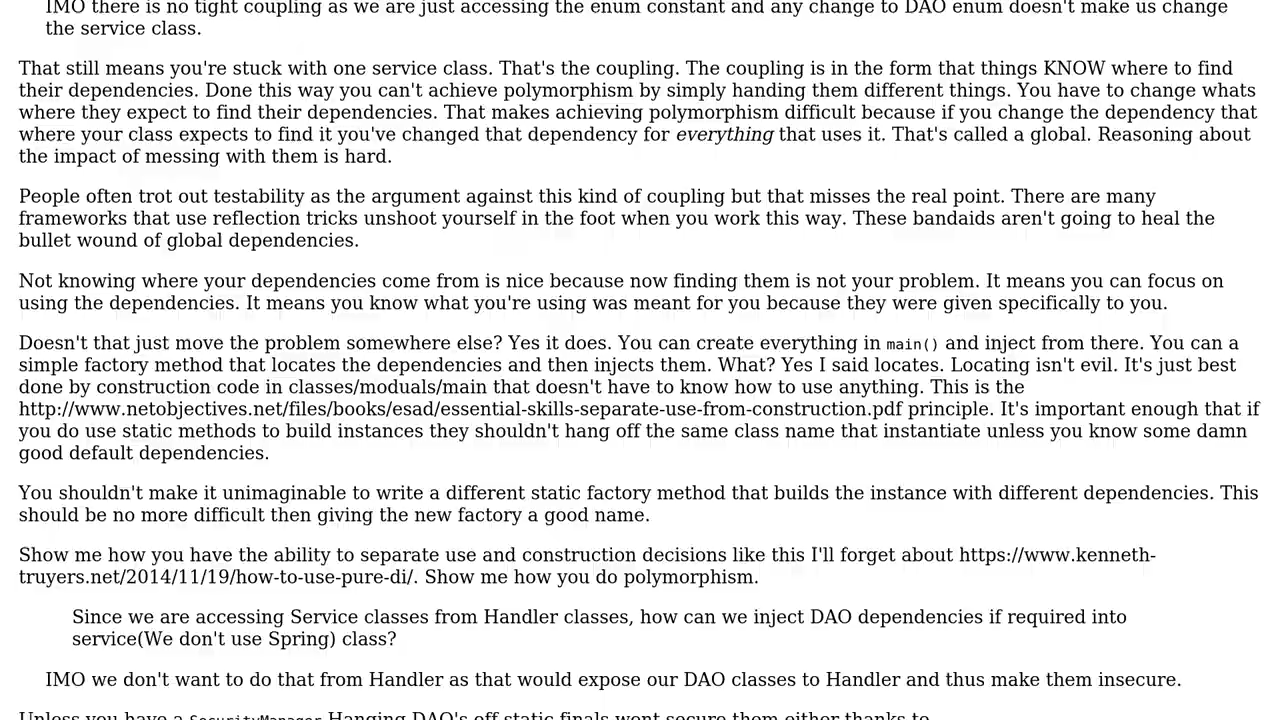 IMO there is no tight coupling as we are just accessing the enum constant and any change to DAO enum doesn't make us change
the service class.
That still means you're stuck with one service class. That's the coupling. The coupling is in the form that things KNOW where to find
their dependencies. Done this way you can't achieve polymorphism by simply handing them different things. You have to change whats
where they expect to find their dependencies. That makes achieving polymorphism difficult because if you change the dependency that
where your class expects to find it you've changed that dependency for everything that uses it. That's called a global. Reasoning about
the impact of messing with them is hard.
People often trot out testability as the argument against this kind of coupling but that misses the real point. There are many
frameworks that use reflection tricks unshoot yourself in the foot when you work this way. These bandaids aren't going to heal the
bullet wound of global dependencies.
Not knowing where your dependencies come from is nice because now finding them is not your problem. It means you can focus on
using the dependencies. It means you know what you're using was meant for you because they were given specifically to you.
Doesn't that just move the problem somewhere else? Yes it does. You can create everything in main() and inject from there. You can a
simple factory method that locates the dependencies and then injects them. What? Yes I said locates. Locating isn't evil. It's just best
done by construction code in classes/moduals/main that doesn't have to know how to use anything. This is the
http://www.netobjectives.net/files/books/esad/essential-skills-separate-use-from-construction.pdf principle. It's important enough that if
you do use static methods to build instances they shouldn't hang off the same class name that instantiate unless you know some damn
good default dependencies.
You shouldn't make it unimaginable to write a different static factory method that builds the instance with different dependencies. This
should be no more difficult then giving the new factory a good name.
Show me how you have the ability to separate use and construction decisions like this I'll forget about https://www.kenneth-
truyers.net/2014/11/19/how-to-use-pure-di/. Show me how you do polymorphism.
Since we are accessing Service classes from Handler classes, how can we inject DAO dependencies if required into
service(We don't use Spring) class?
IMO we don't want to do that from Handler as that would expose our DAO classes to Handler and thus make them insecure.
Unless you have a SecurityManager Hanging DAO's off static finals wont secure them either thanks to